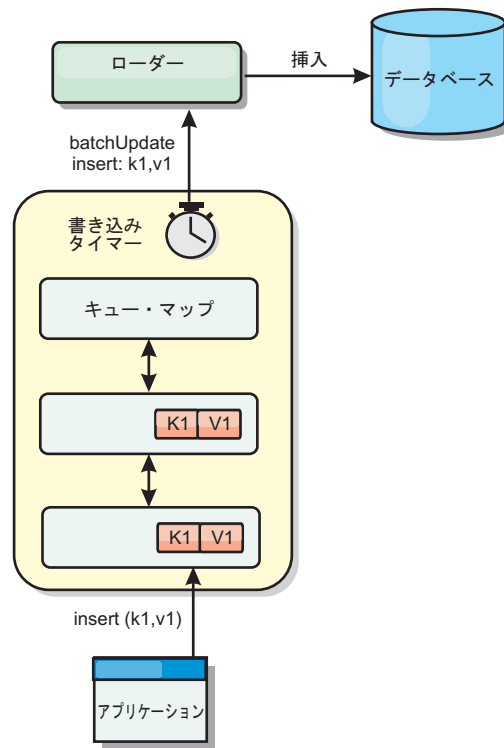 ローダー
挿入
データベース
batchUpdate
insert: k1,v1
書き込み
タイマー
キュー・マップ
K1 V1
K1 V1
insert (k1,v1)
アプリケーション